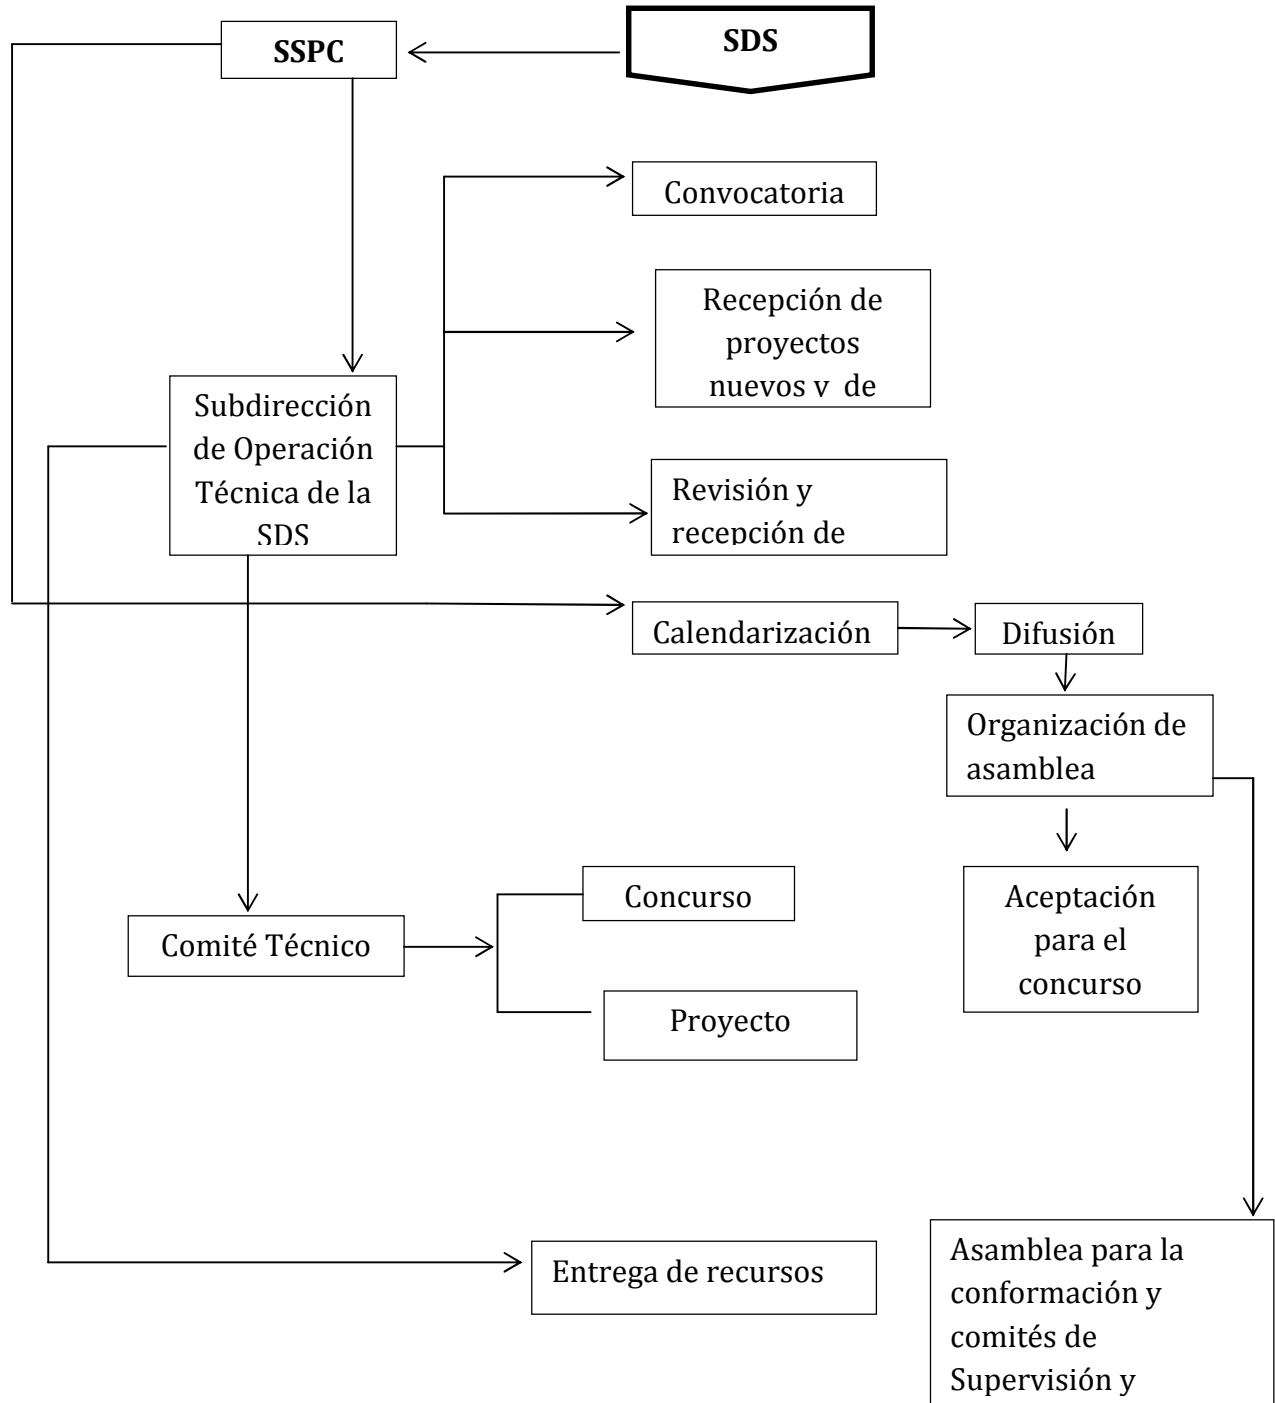 SSPC
SDS
Convocatoria
Recepción de
proyectos
nuevos y de
Subdirección
de Operación
Técnica de la
SDS
Revisión y
recepción de
Calendarización
Difusión
Organización de
asamblea
Concurso
Aceptación
para el
concurso
Comité Técnico
Proyecto
Asamblea para la
conformación y
comités de
Supervisión y
Entrega de recursos